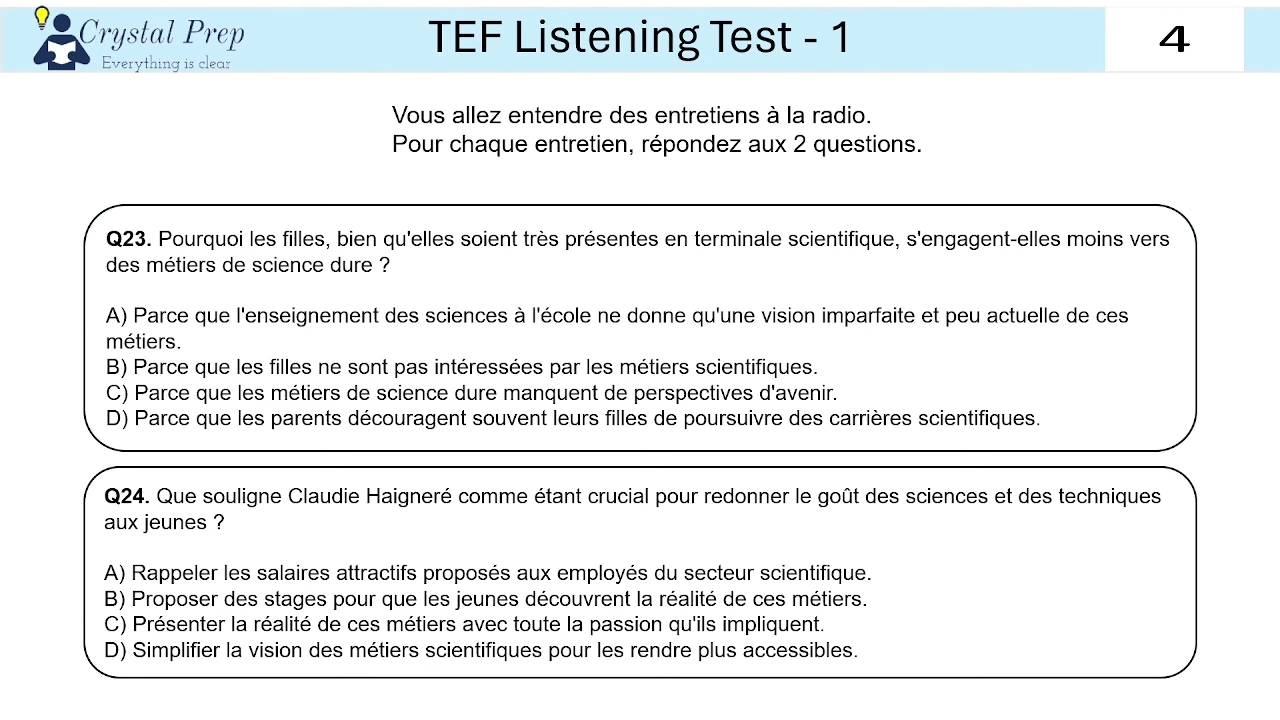 Crystal Prep
Everything is clear
TEF Listening Test - 1
4
Vous allez entendre des entretiens à la radio.
Pour chaque entretien, répondez aux 2 questions.
Q23. Pourquoi les filles, bien qu'elles soient très présentes en terminale scientifique, s'engagent-elles moins vers
des métiers de science dure ?
A) Parce que l'enseignement des sciences à l'école ne donne qu'une vision imparfaite et peu actuelle de ces
métiers.
B) Parce que les filles ne sont pas intéressées par les métiers scientifiques.
C) Parce que les métiers de science dure manquent de perspectives d'avenir.
D) Parce que les parents découragent souvent leurs filles de poursuivre des carrières scientifiques.
Q24. Que souligne Claudie Haigneré comme étant crucial pour redonner le goût des sciences et des techniques
aux jeunes ?
A) Rappeler les salaires attractifs proposés aux employés du secteur scientifique.
B) Proposer des stages pour que les jeunes découvrent la réalité de ces métiers.
C) Présenter la réalité de ces métiers avec toute la passion qu'ils impliquent.
D) Simplifier la vision des métiers scientifiques pour les rendre plus accessibles.